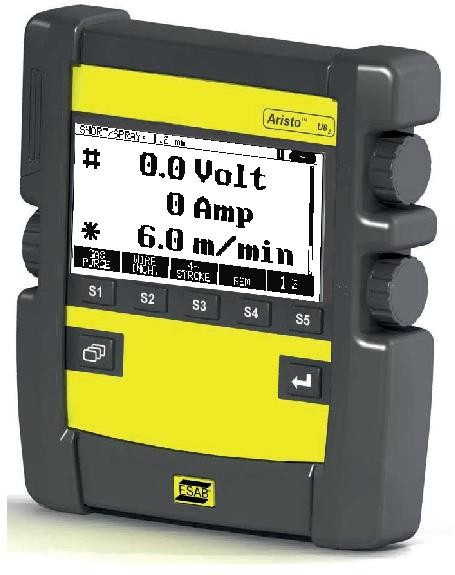 Aristo™ U8₂
SHORT/SPRAY, 1.2 mm
# 0.0 Volt
0 Amp
* 6.0 m/min
GAS PURGE
WIRE INCH.
4-STROKE
REM
1 2
S1 S2 S3 S4 S5
ESAB